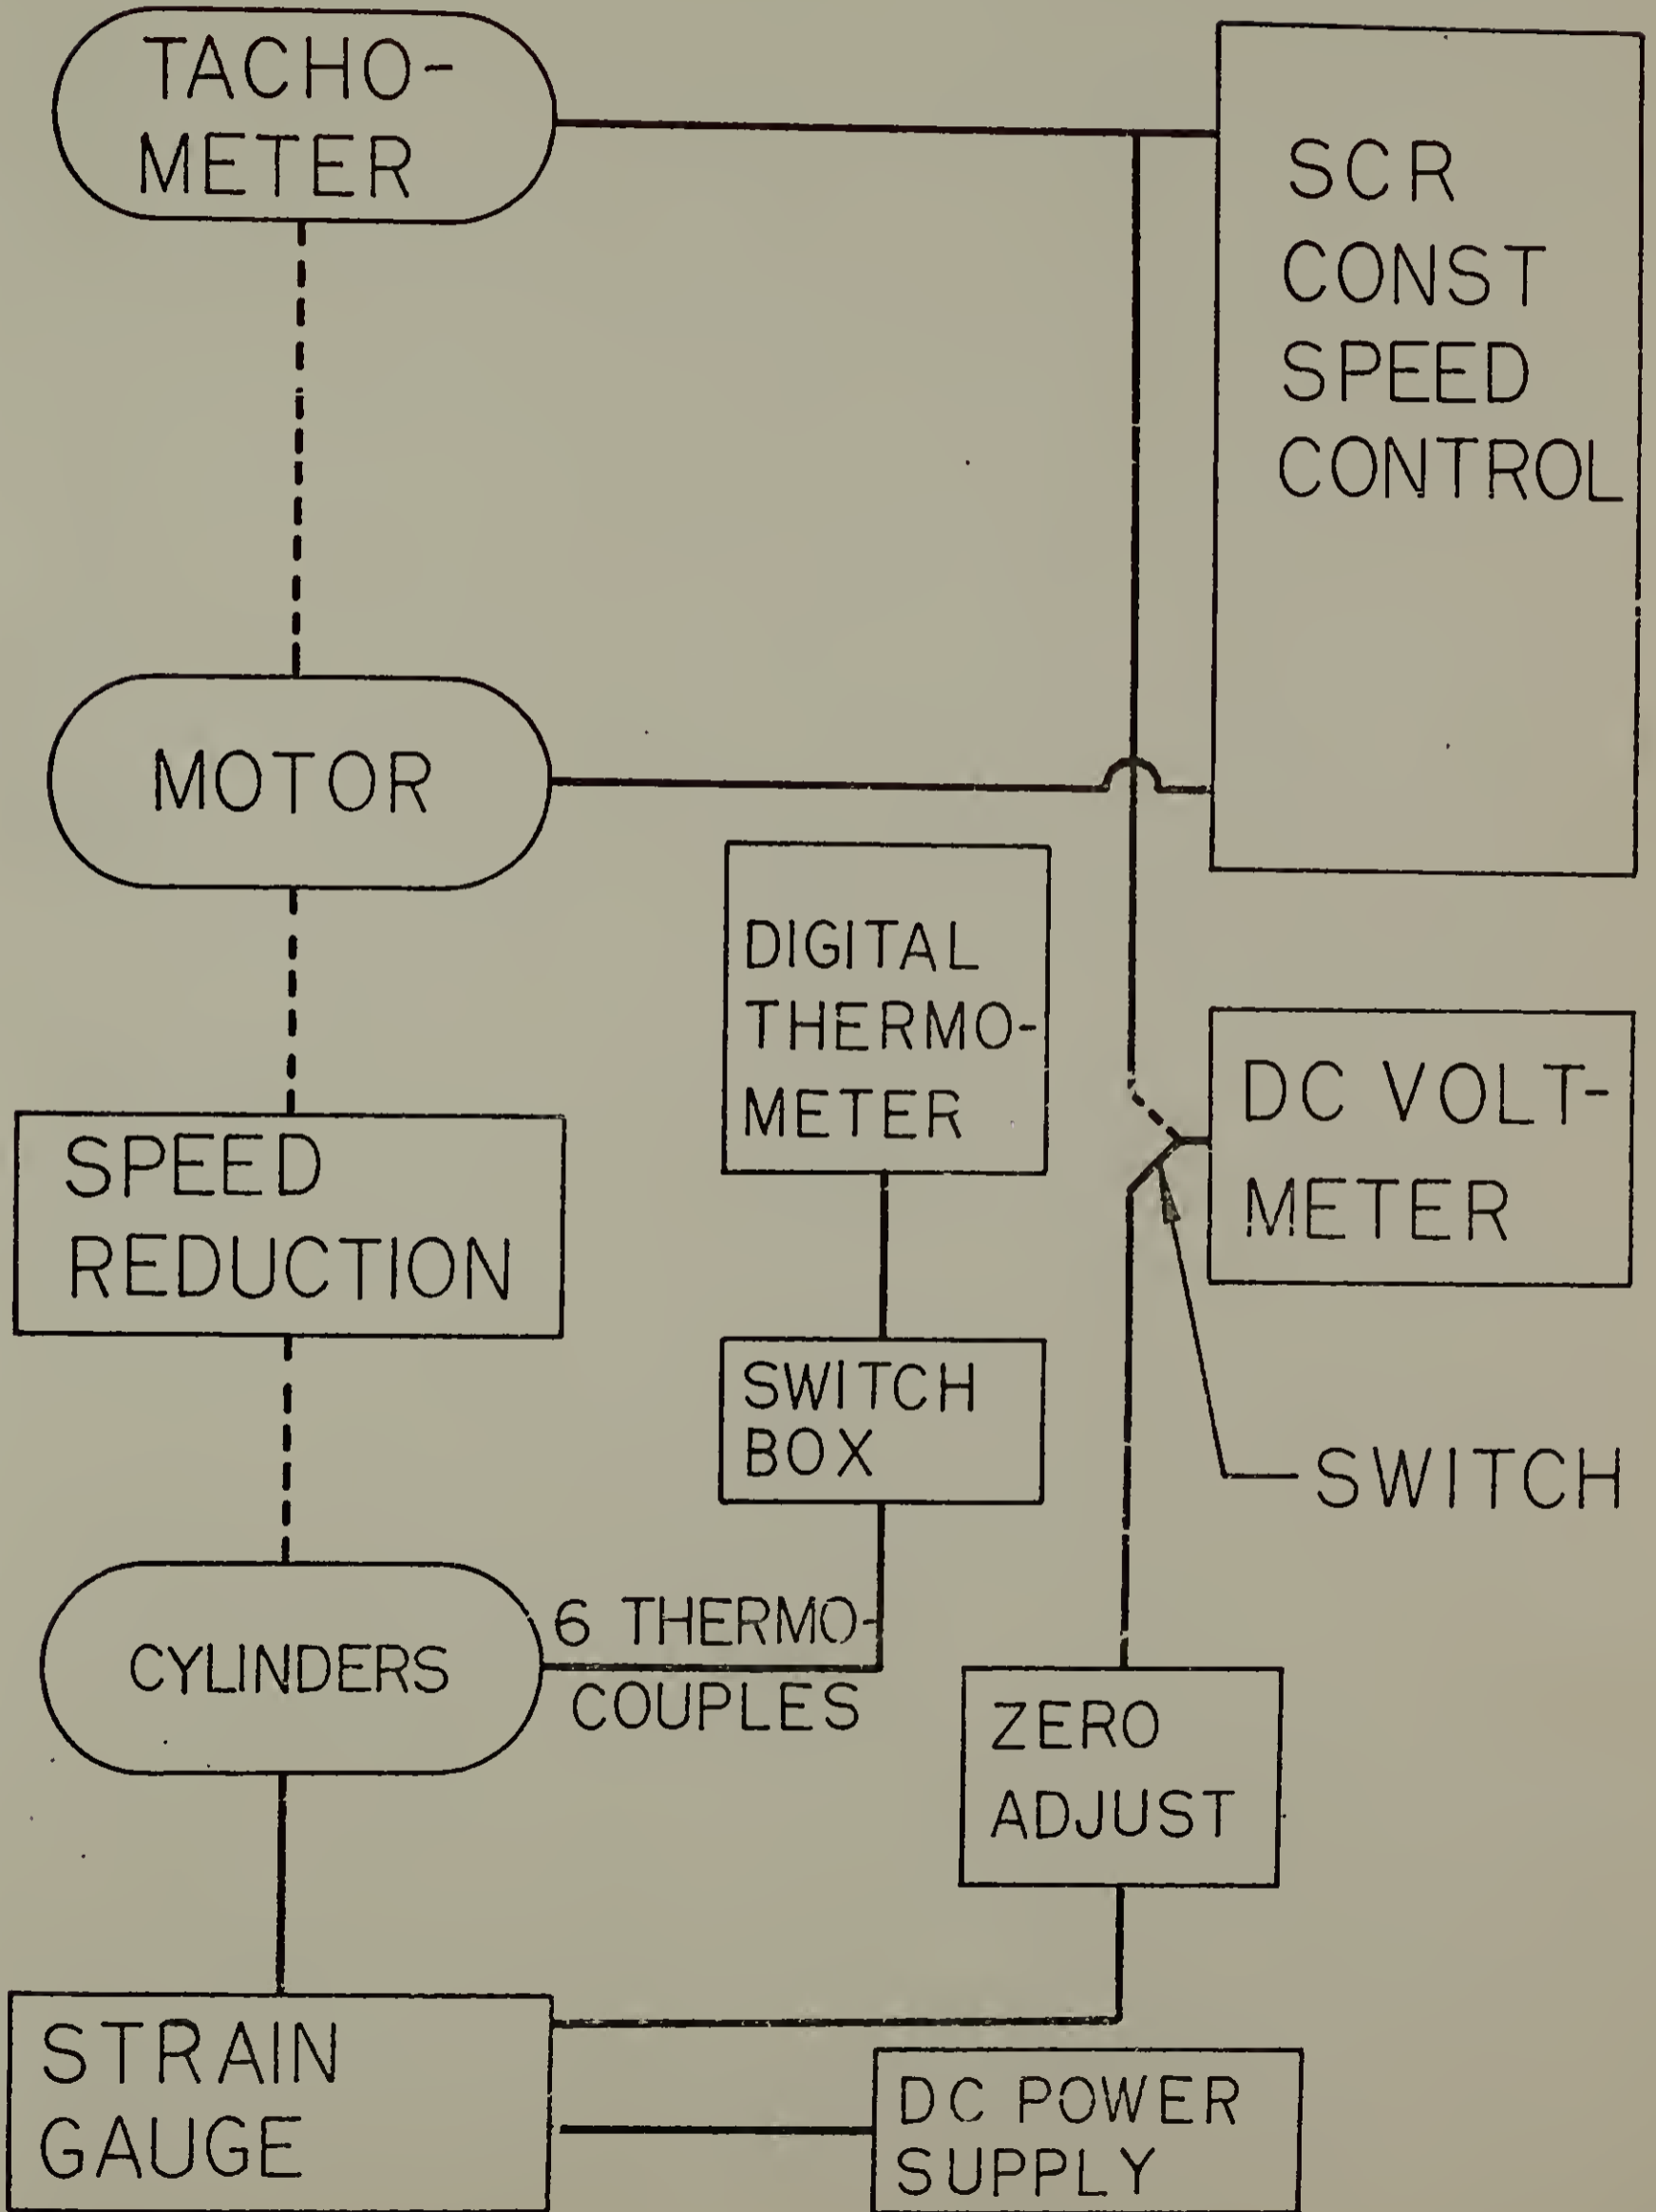 TACHO-
METER
SCR
CONST
SPEED
CONTROL
MOTOR
DIGITAL
THERMO-
METER
DC VOLT-
METER
SPEED
REDUCTION
SWITCH
BOX
SWITCH
6 THERMO-
COUPLES
CYLINDERS
ZERO
ADJUST
STRAIN
GAUGE
DC POWER
SUPPLY